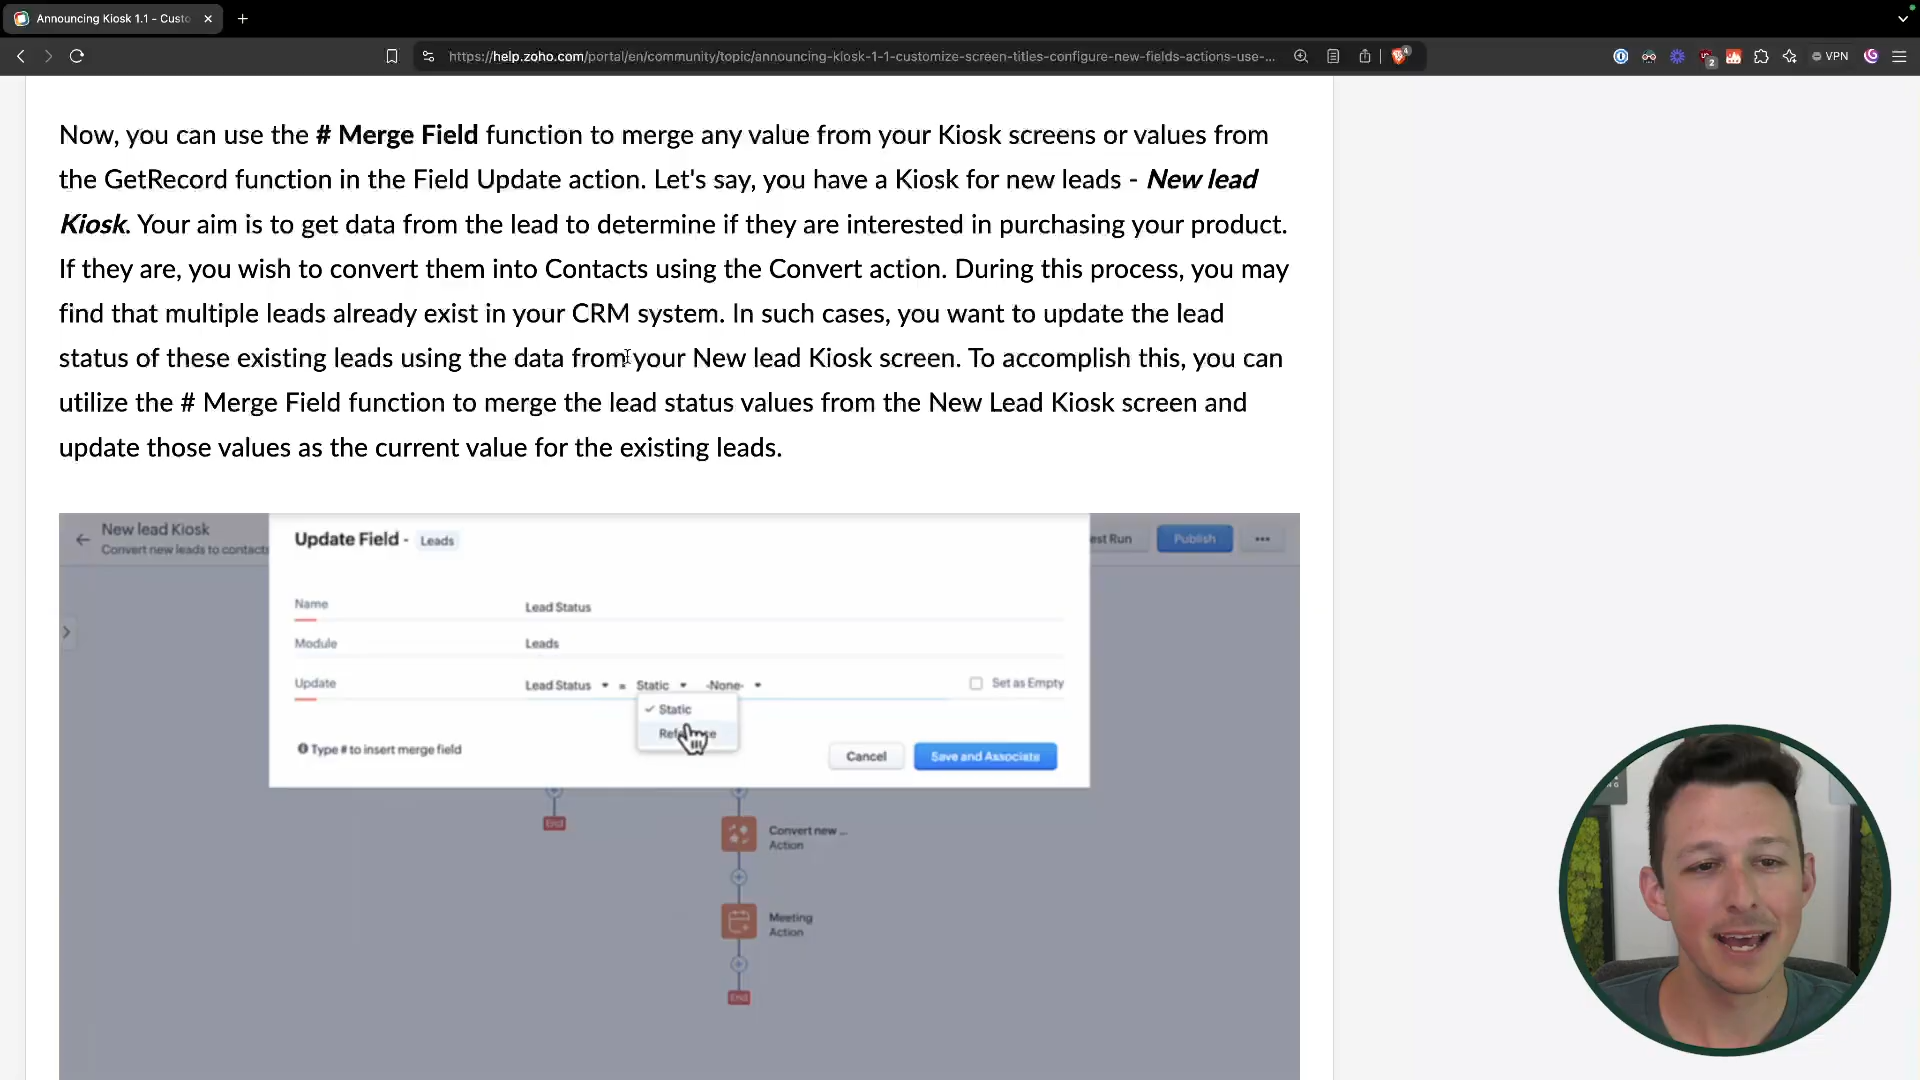 Announcing Kiosk 1.1 - Custo
https://help.zoho.com/portal/en/community/topic/announcing-kiosk-1-1-customize-screen-titles-configure-new-fields-actions-use-...
4
2
VPN
Now, you can use the # Merge Field function to merge any value from your Kiosk screens or values from
the GetRecord function in the Field Update action. Let's say, you have a Kiosk for new leads - New lead
Kiosk. Your aim is to get data from the lead to determine if they are interested in purchasing your product.
If they are, you wish to convert them into Contacts using the Convert action. During this process, you may
find that multiple leads already exist in your CRM system. In such cases, you want to update the lead
status of these existing leads using the data from your New lead Kiosk screen. To accomplish this, you can
utilize the # Merge Field function to merge the lead status values from the New Lead Kiosk screen and
update those values as the current value for the existing leads.
New lead Kiosk
Convert new leads to contacts
Update Field - Leads
est Run
Publish
Name
Lead Status
Module
Leads
Update
Lead Status = Static -None-
Set as Empty
Static
Type # to insert merge field
Cancel
Save and Associate
End
Convert new ...
Action
Meeting
Action
End